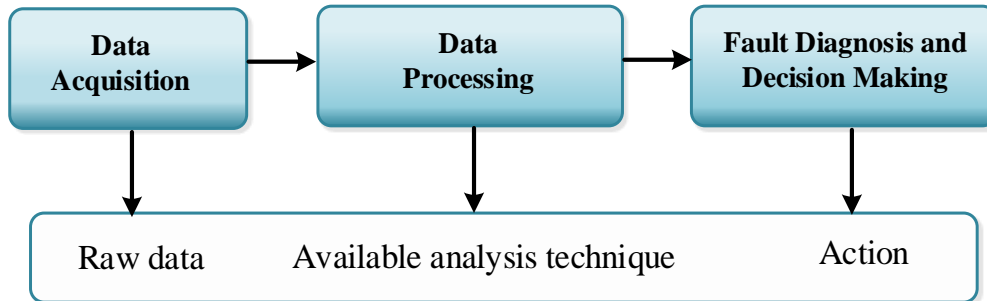 Data
Acquisition
Data
Processing
Fault Diagnosis and
Decision Making
Raw data
Available analysis technique
Action